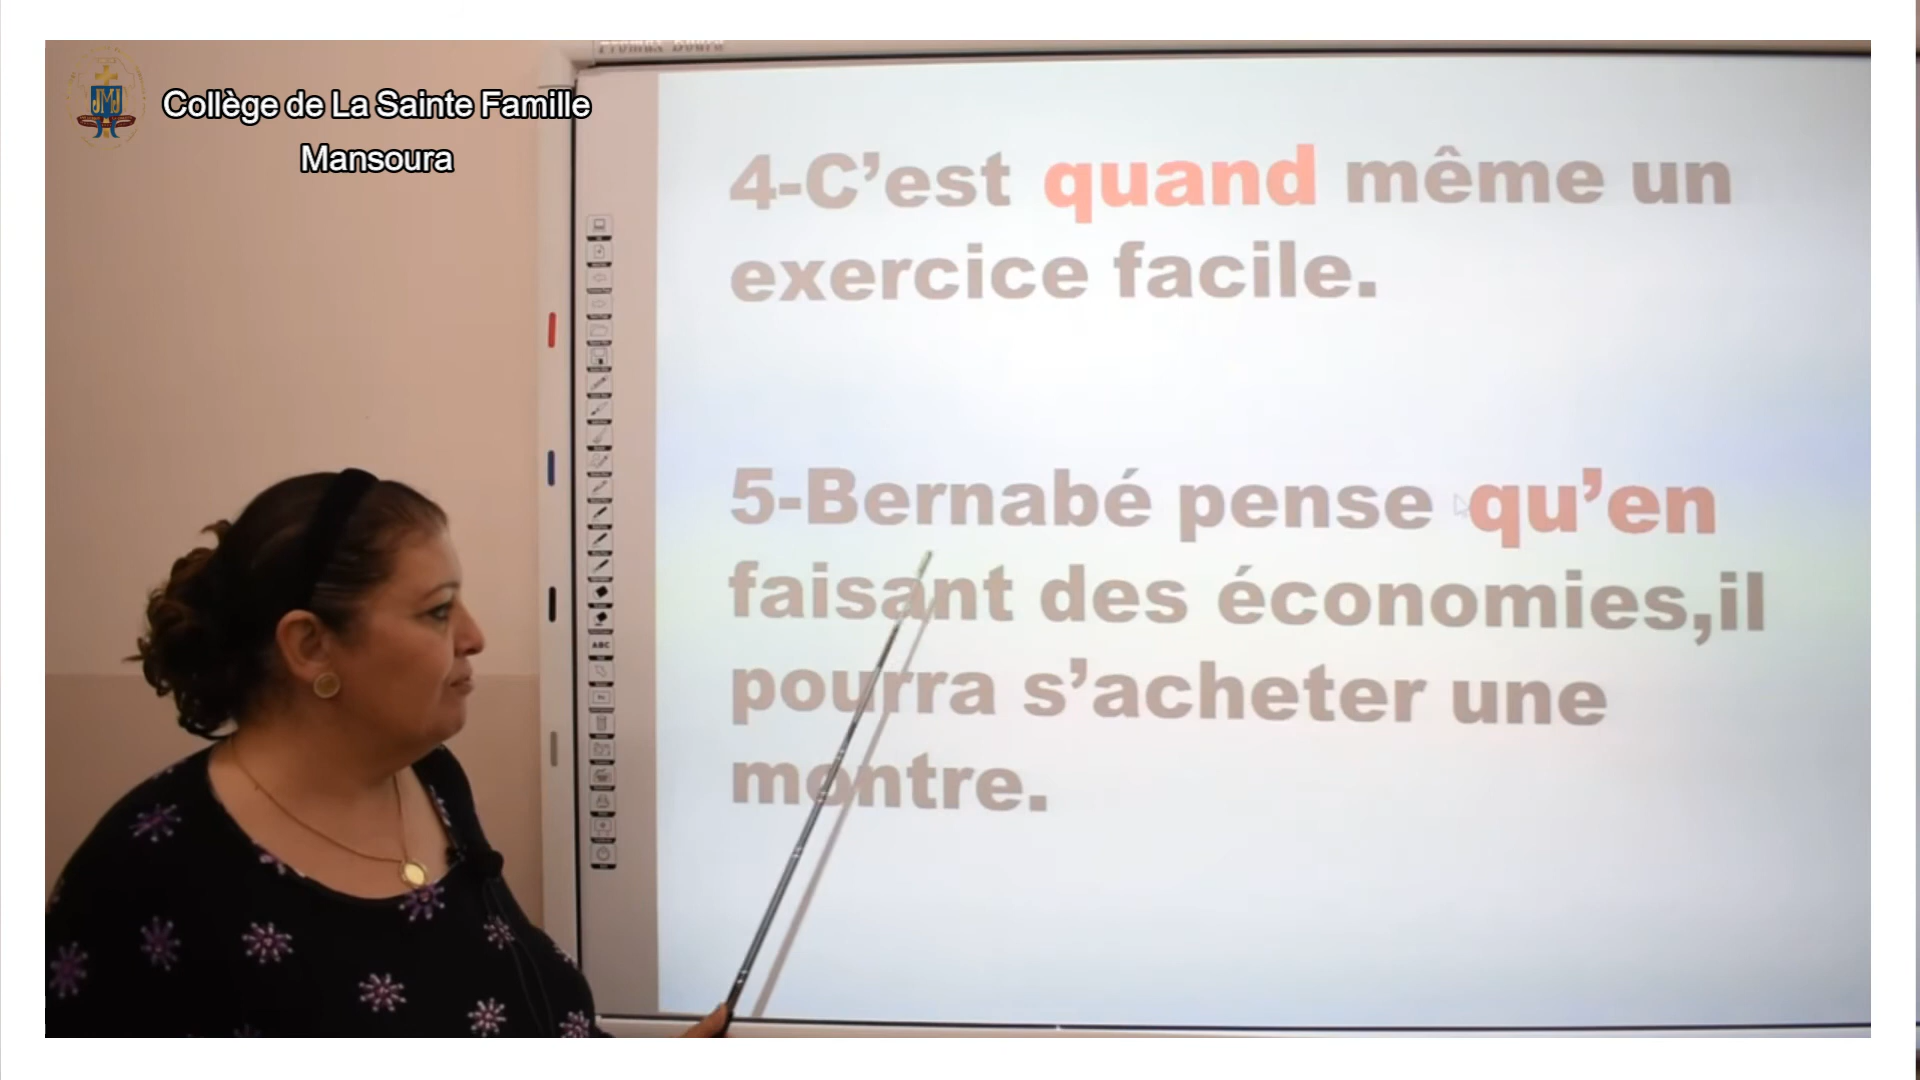 Collège de La Sainte Famille
Mansoura
4-C’est quand même un
exercice facile.
5-Bernabé pense qu’en
faisant des économies,il
pourra s’acheter une
montre.
ABC